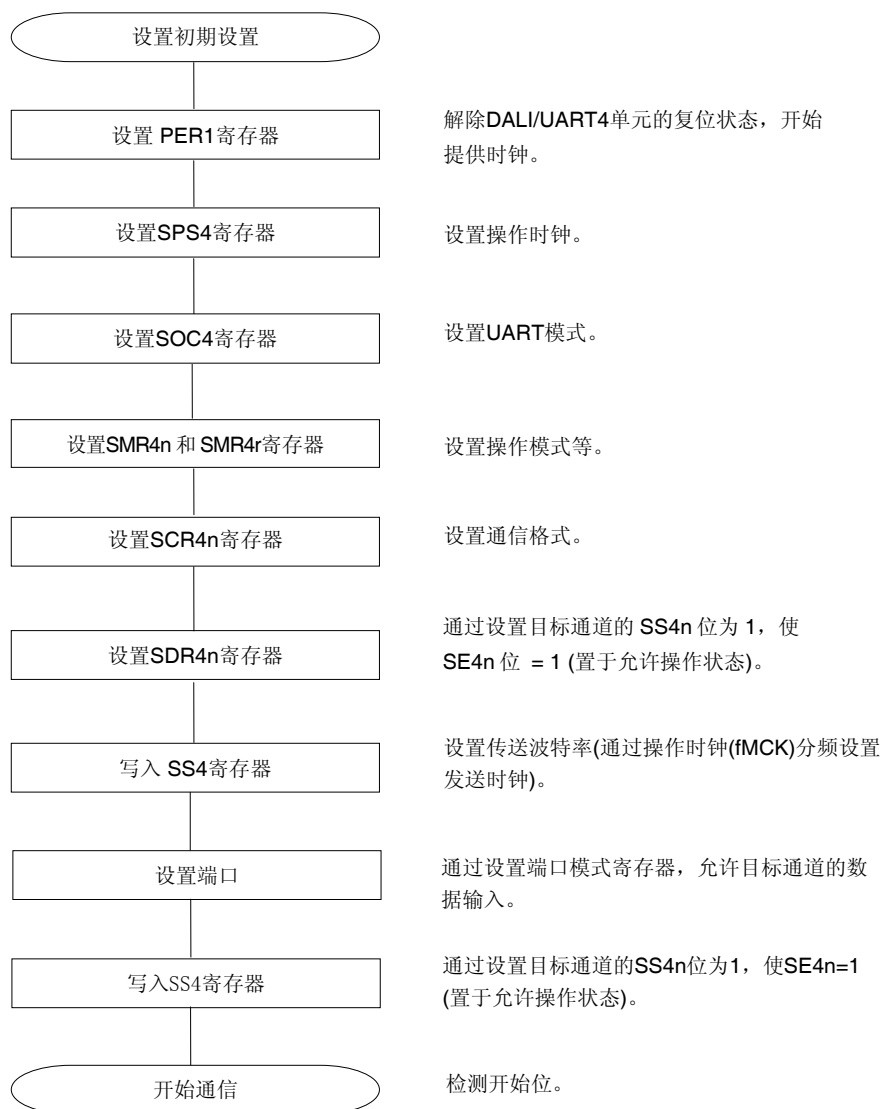 设置初期设置
设置 PER1寄存器
解除DALI/UART4单元的复位状态，开始
提供时钟。
设置SPS4寄存器
设置操作时钟。
设置SOC4寄存器
设置UART模式。
设置SMR4n 和 SMR4r寄存器
设置操作模式等。
设置SCR4n寄存器
设置通信格式。
设置SDR4n寄存器
通过设置目标通道的 SS4n 位为 1，使
SE4n 位 = 1 (置于允许操作状态)。
写入 SS4寄存器
设置传送波特率(通过操作时钟(fMCK)分频设置
发送时钟)。
设置端口
通过设置端口模式寄存器，允许目标通道的数
据输入。
写入SS4寄存器
通过设置目标通道的SS4n位为1，使SE4n=1
(置于允许操作状态)。
开始通信
检测开始位。